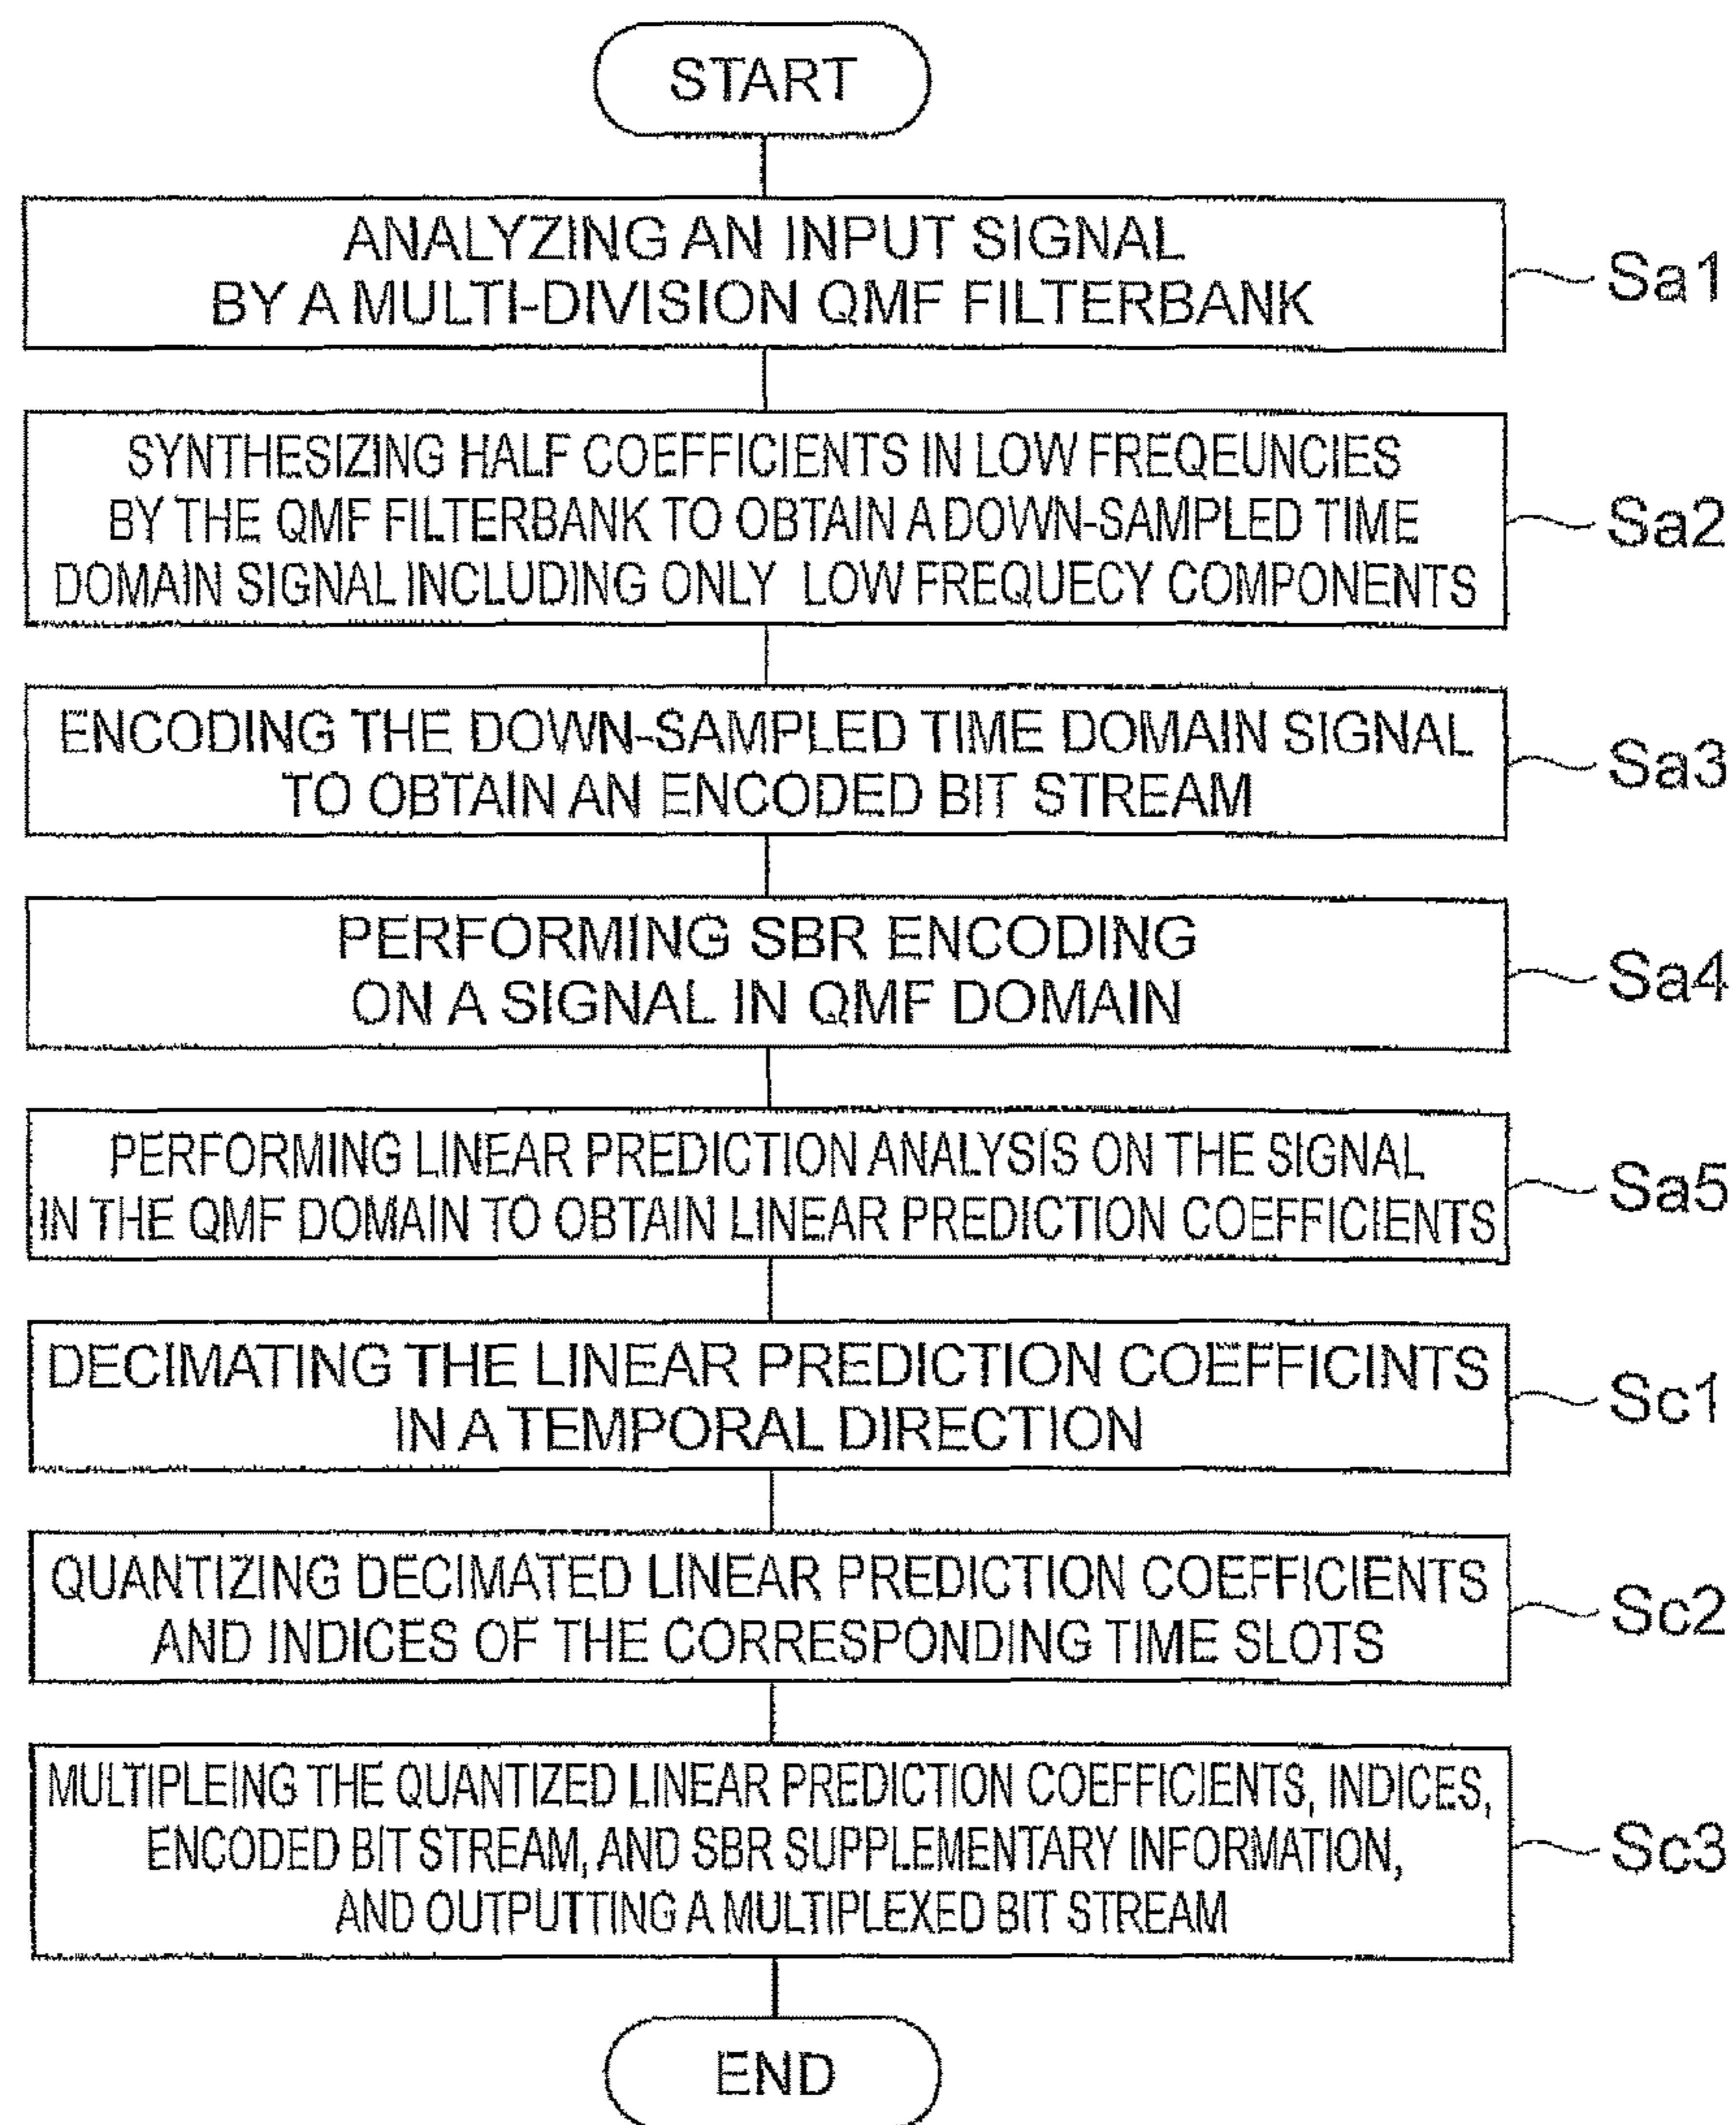 START
ANALYZING AN INPUT SIGNAL
BY A MULTI-DIVISION QMF FILTERBANK
Sa1
SYNTHESIZING HALF COEFFICIENTS IN LOW FREQEUNCIES
BY THE QMF FILTERBANK TO OBTAIN A DOWN-SAMPLED TIME
DOMAIN SIGNAL INCLUDING ONLY LOW FREQUECY COMPONENTS
Sa2
ENCODING THE DOWN-SAMPLED TIME DOMAIN SIGNAL
TO OBTAIN AN ENCODED BIT STREAM
Sa3
PERFORMING SBR ENCODING
ON A SIGNAL IN QMF DOMAIN
Sa4
PERFORMING LINEAR PREDICTION ANALYSIS ON THE SIGNAL
IN THE QMF DOMAIN TO OBTAIN LINEAR PREDICTION COEFFICIENTS
Sa5
DECIMATING THE LINEAR PREDICTION COEFFICINTS
IN A TEMPORAL DIRECTION
Sc1
QUANTIZING DECIMATED LINEAR PREDICTION COEFFICIENTS
AND INDICES OF THE CORRESPONDING TIME SLOTS
Sc2
MULTIPLEING THE QUANTIZED LINEAR PREDICTION COEFFICIENTS, INDICES,
ENCODED BIT STREAM, AND SBR SUPPLEMENTARY INFORMATION,
AND OUTPUTTING A MULTIPLEXED BIT STREAM
Sc3
END